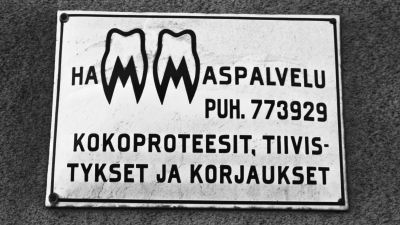 HAMMASPALVELU
PUH. 773929
KOKOPROTEESIT, TIIVIS-
TYKSET JA KORJAUKSET